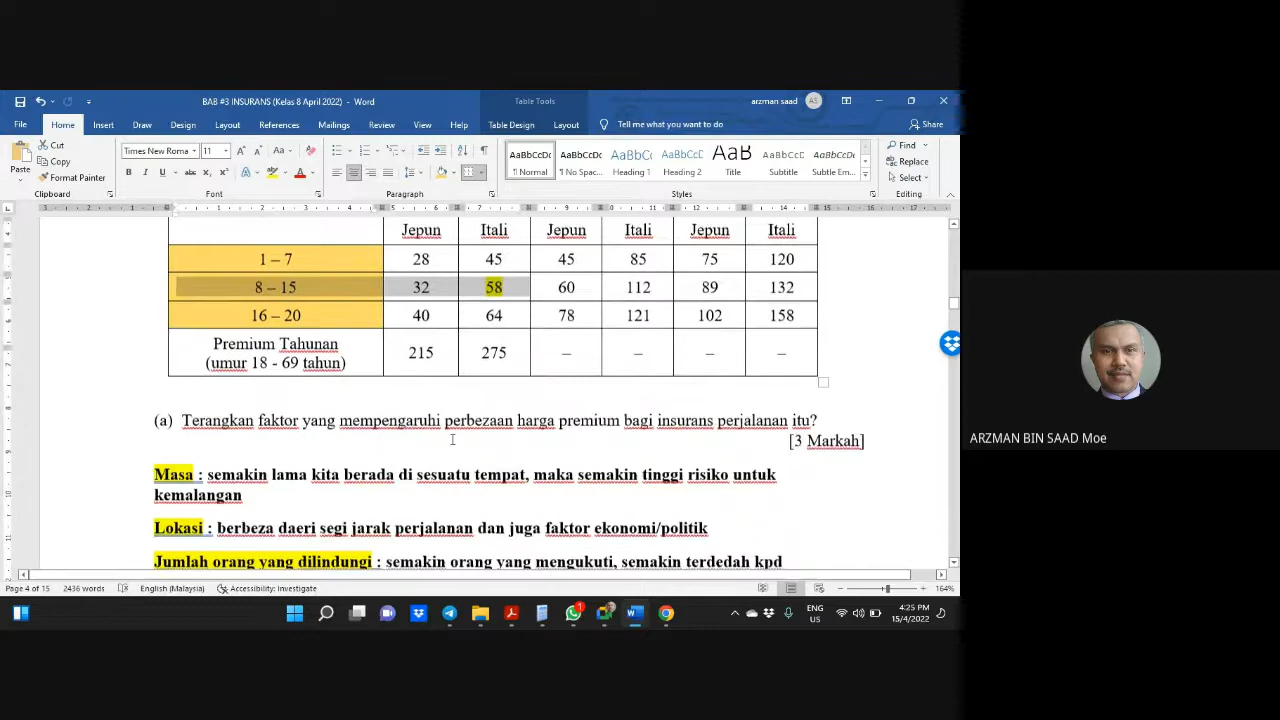 BAB #3 INSURANS (Kelas 8 April 2022) - Word
Table Tools
arzman saad
AS
File Home Insert Draw Design Layout References Mailings Review View Help Table Design Layout Tell me what you want to do Share
Paste
Cut
Copy
Format Painter
Clipboard
Times New Roma 11
Aa
B I U ab
Font
Paragraph
AaBbCcDc AaBbCcDc AaBbCc AaBbCcD AaB AaBbCcD AaBbCcDc
¶ Normal ¶ No Spac... Heading 1 Heading 2 Title Subtitle Subtle Em...
Styles
Find
Replace
Select
Editing
Jepun Itali Jepun Itali Jepun Itali
1 – 7 28 45 45 85 75 120
8 – 15 32 58 60 112 89 132
16 – 20 40 64 78 121 102 158
Premium Tahunan
(umur 18 - 69 tahun)
215 275 – – – –
(a) Terangkan faktor yang mempengaruhi perbezaan harga premium bagi insurans perjalanan itu?
[3 Markah]
Masa : semakin lama kita berada di sesuatu tempat, maka semakin tinggi risiko untuk
kemalangan
Lokasi : berbeza daeri segi jarak perjalanan dan juga faktor ekonomi/politik
Jumlah orang yang dilindungi : semakin orang yang mengukuti, semakin terdedah kpd
Page 4 of 15 2436 words English (Malaysia) Accessibility: Investigate 164%
ENG
US
4:25 PM
15/4/2022
ARZMAN BIN SAAD Moe